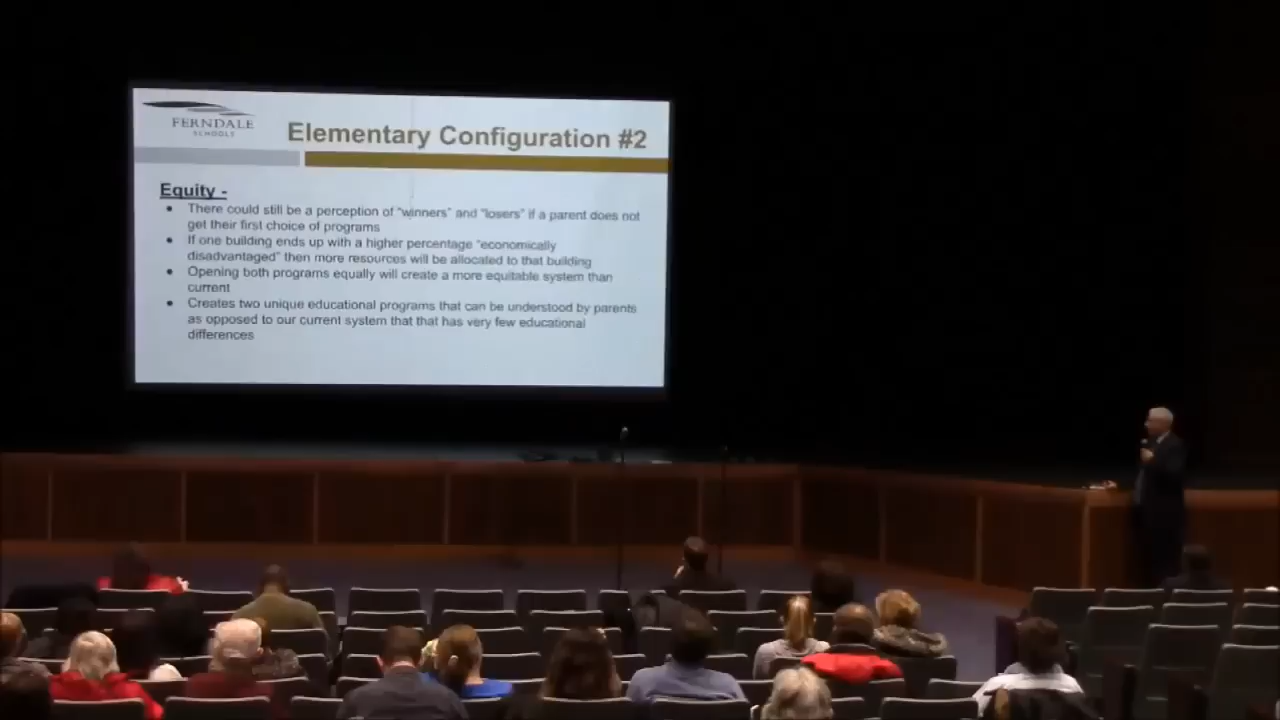 FERNDALE
SCHOOLS
Elementary Configuration #2
Equity -
There could still be a perception of "winners" and "losers" if a parent does not
get their first choice of programs
If one building ends up with a higher percentage "economically
disadvantaged" then more resources will be allocated to that building
Opening both programs equally will create a more equitable system than
current
Creates two unique educational programs that can be understood by parents
as opposed to our current system that that has very few educational
differences